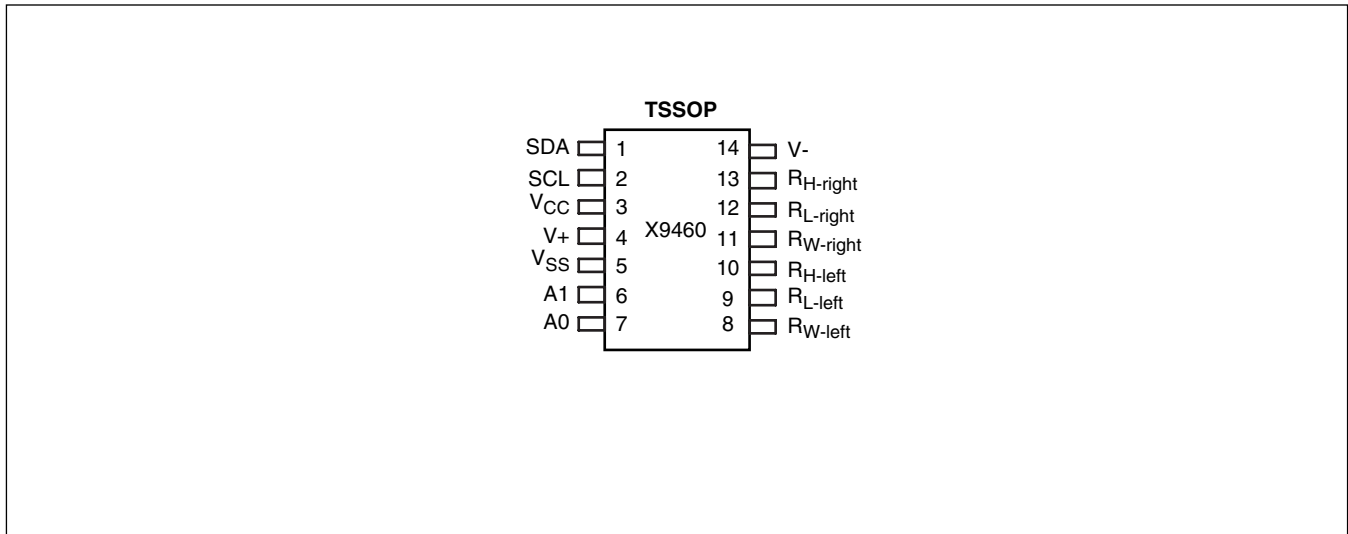 TSSOP
SDA 1 14 V-
SCL 2 13 RH-right
VCC 3 12 RL-right
V+ 4 X9460 11 RW-right
VSS 5 10 RH-left
A1 6 9 RL-left
A0 7 8 RW-left